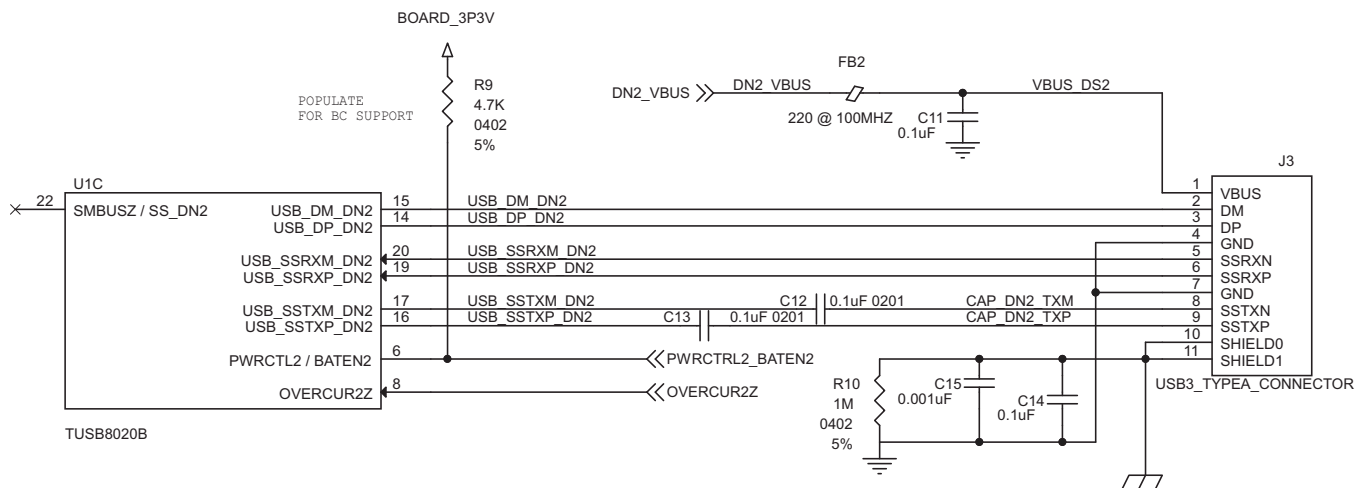 BOARD_3P3V
FB2
R9
4.7K
0402
5%
POPULATE
FOR BC SUPPORT
DN2_VBUS
DN2_VBUS
VBUS_DS2
220 @ 100MHZ
C11
0.1uF
J3
U1C
22
SMBUSZ / SS_DN2
USB_DM_DN2
15
USB_DM_DN2
USB_DP_DN2
14
USB_DP_DN2
USB_SSRXM_DN2
20
USB_SSRXM_DN2
USB_SSRXP_DN2
19
USB_SSRXP_DN2
USB_SSTXM_DN2
17
USB_SSTXM_DN2
C12
0.1uF 0201
CAP_DN2_TXM
USB_SSTXP_DN2
16
USB_SSTXP_DN2
C13
0.1uF 0201
CAP_DN2_TXP
PWRCTL2 / BATEN2
6
PWRCTRL2_BATEN2
OVERCUR2Z
8
OVERCUR2Z
TUSB8020B
1
VBUS
2
DM
3
DP
4
GND
5
SSRXN
6
SSRXP
7
GND
8
SSTXN
9
SSTXP
10
SHIELD0
11
SHIELD1
USB3_TYPEA_CONNECTOR
R10
1M
0402
5%
C15
0.001uF
C14
0.1uF